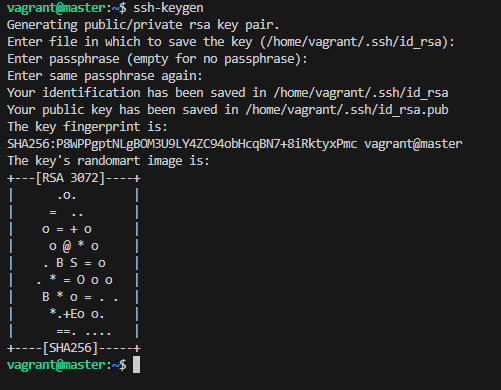 vagrant@master:~$ ssh-keygen
Generating public/private rsa key pair.
Enter file in which to save the key (/home/vagrant/.ssh/id_rsa):
Enter passphrase (empty for no passphrase):
Enter same passphrase again:
Your identification has been saved in /home/vagrant/.ssh/id_rsa
Your public key has been saved in /home/vagrant/.ssh/id_rsa.pub
The key fingerprint is:
SHA256:P8WPPgptNLgBOM3U9LY4ZC94obHcqBN7+8iRktyxPmc vagrant@master
The key's randomart image is:
+---[RSA 3072]----+
|      .o.        |
|     =  ..       |
|    o = + o      |
|     o @ * o     |
|    . B S = o    |
|   . * = O o o   |
|    B * o = . .  |
|     *.+Eo o.    |
|      ==. ....   |
+----[SHA256]-----+
vagrant@master:~$